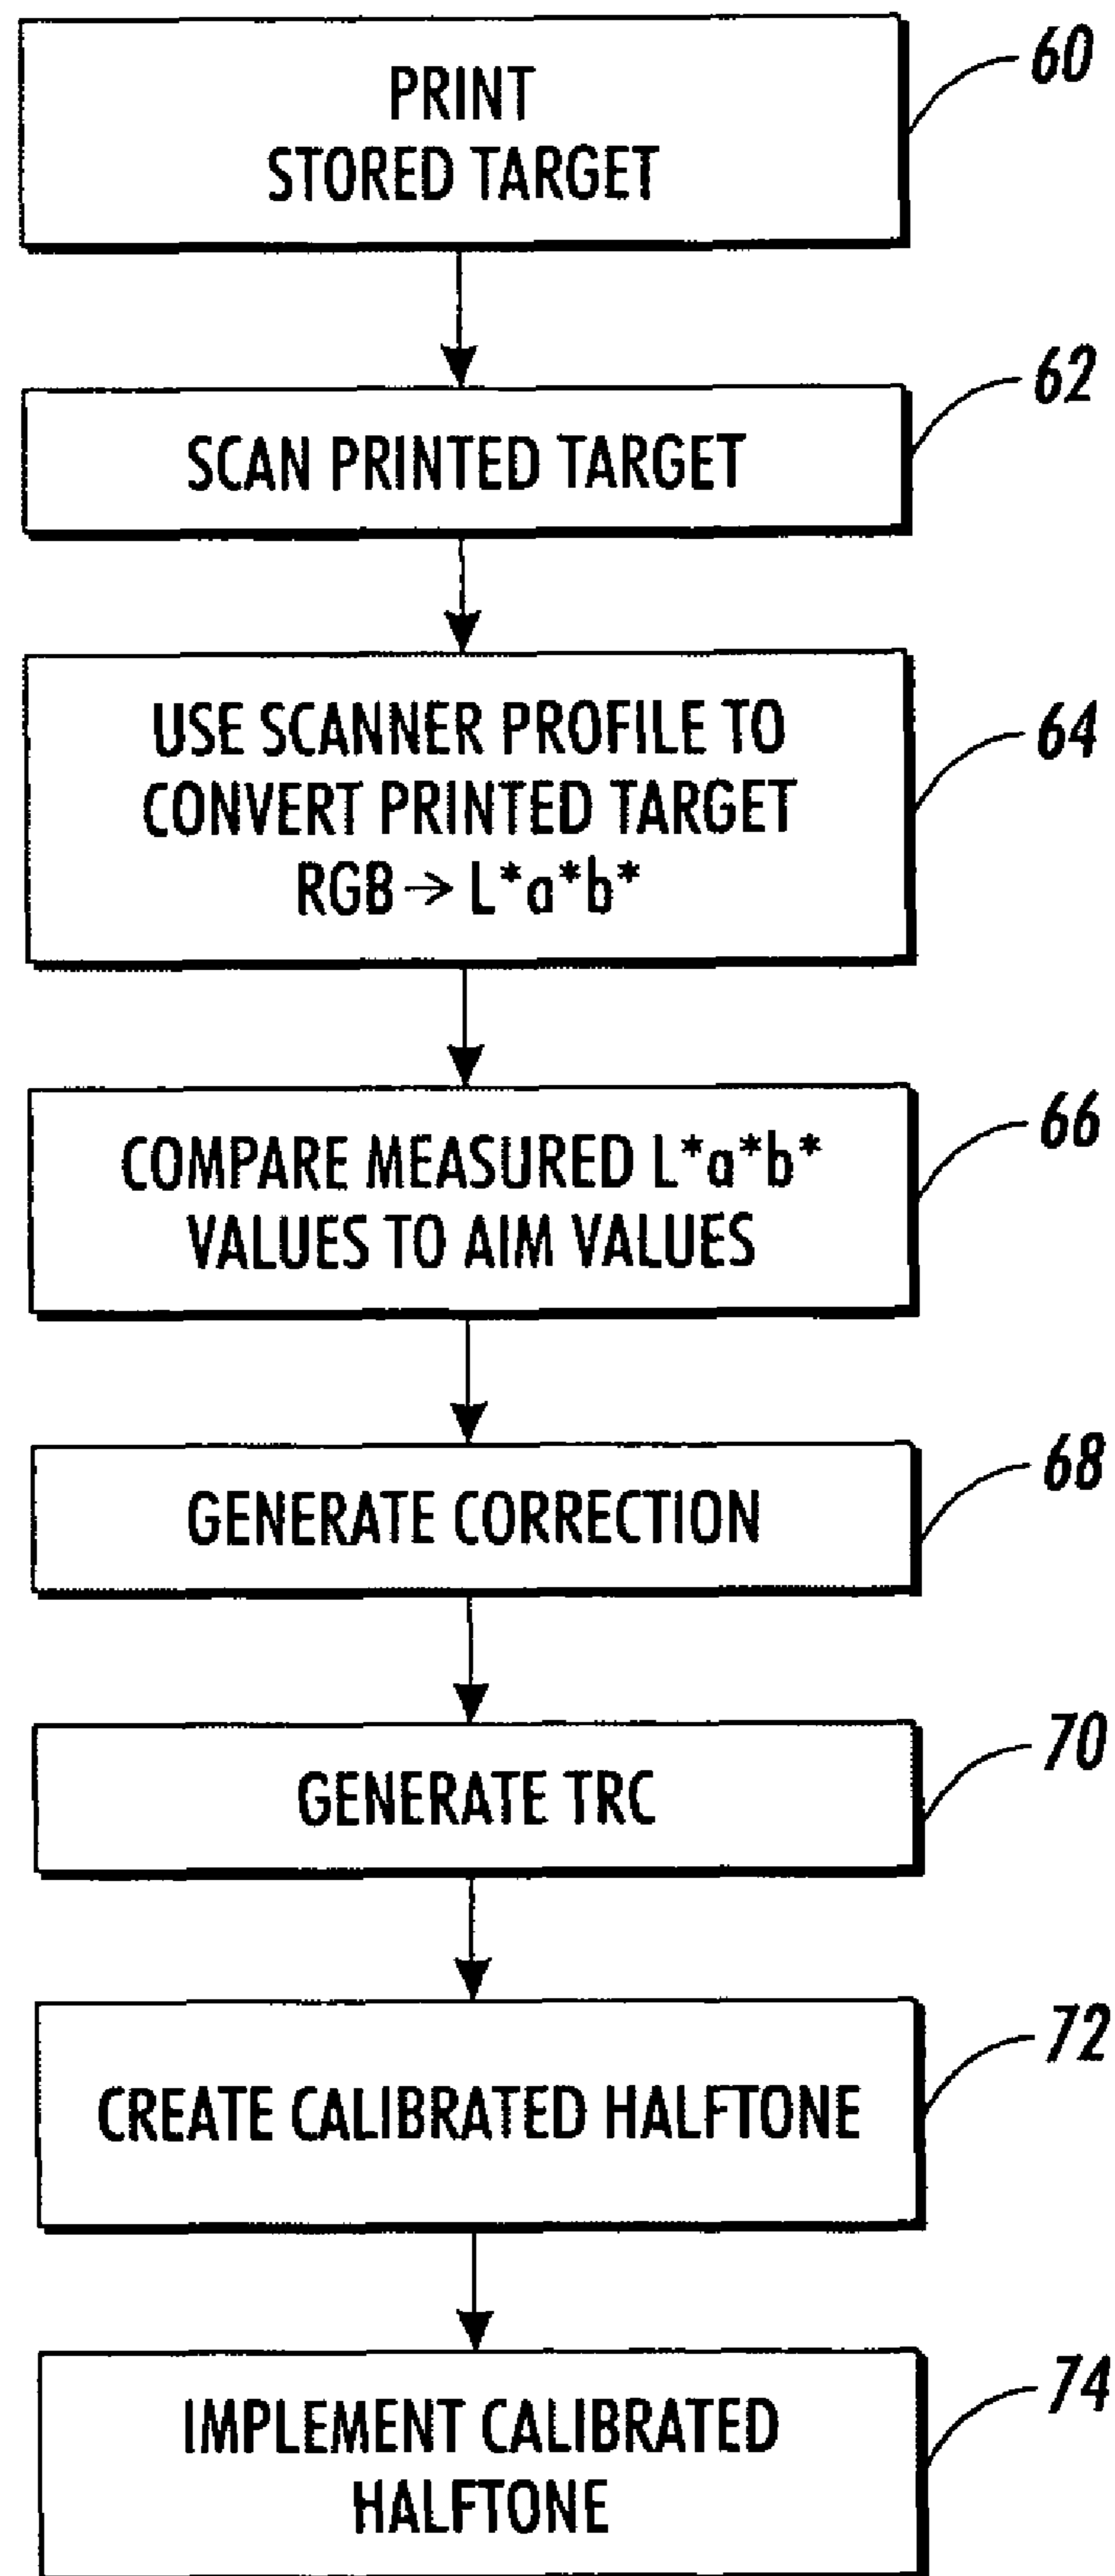 PRINT
STORED TARGET
60
SCAN PRINTED TARGET
62
USE SCANNER PROFILE TO
CONVERT PRINTED TARGET
RGB → L*a*b*
64
COMPARE MEASURED L*a*b*
VALUES TO AIM VALUES
66
GENERATE CORRECTION
68
GENERATE TRC
70
CREATE CALIBRATED HALFTONE
72
IMPLEMENT CALIBRATED
HALFTONE
74